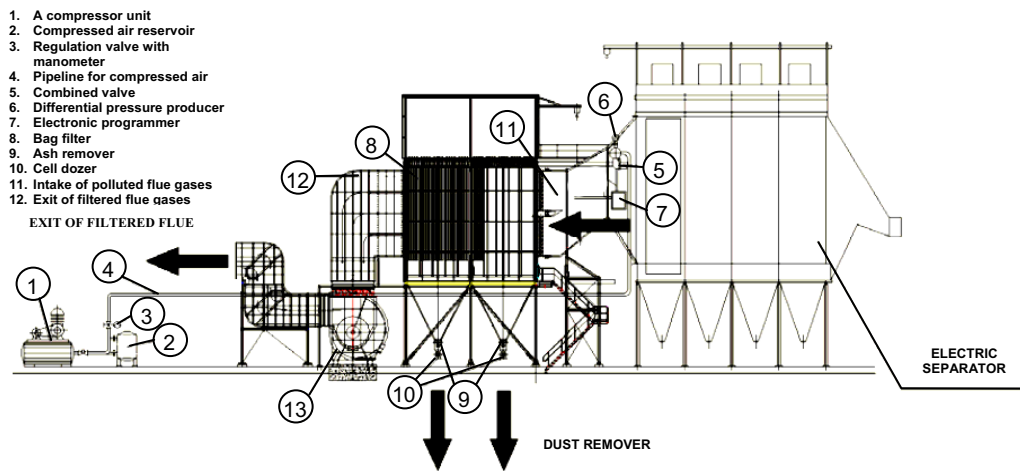 1. A compressor unit
2. Compressed air reservoir
3. Regulation valve with
manometer
4. Pipeline for compressed air
5. Combined valve
6. Differential pressure producer
7. Electronic programmer
8. Bag filter
9. Ash remover
10. Cell dozer
11. Intake of polluted flue gases
12. Exit of filtered flue gases
EXIT OF FILTERED FLUE
6
11
8
5
12
7
4
1
3
2
13
10
9
ELECTRIC
SEPARATOR
DUST REMOVER